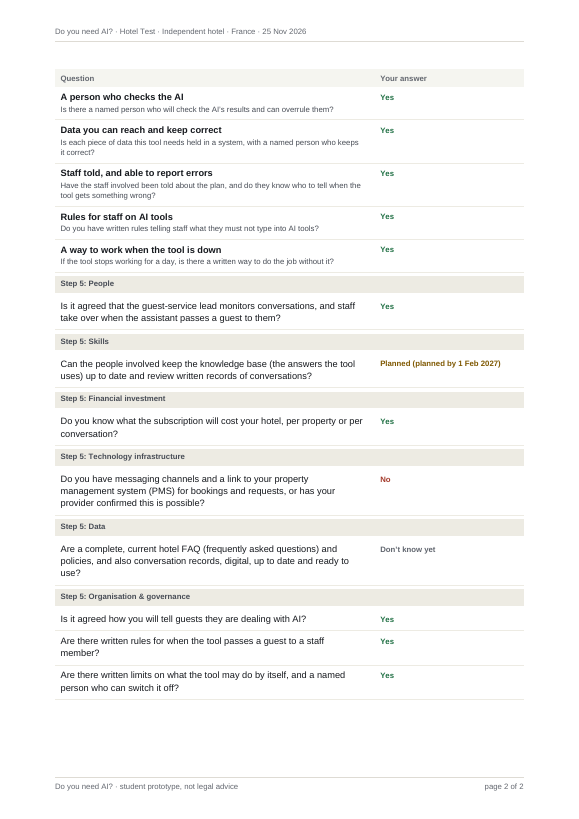 Do you need AI? · Hotel Test · Independent hotel · France · 25 Nov 2026
Question Your answer
A person who checks the AI Yes
Is there a named person who will check the AI's results and can overrule them?
Data you can reach and keep correct Yes
Is each piece of data this tool needs held in a system, with a named person who keeps
it correct?
Staff told, and able to report errors Yes
Have the staff involved been told about the plan, and do they know who to tell when the
tool gets something wrong?
Rules for staff on AI tools Yes
Do you have written rules telling staff what they must not type into AI tools?
A way to work when the tool is down Yes
If the tool stops working for a day, is there a written way to do the job without it?
Step 5: People
Is it agreed that the guest-service lead monitors conversations, and staff Yes
take over when the assistant passes a guest to them?
Step 5: Skills
Can the people involved keep the knowledge base (the answers the tool Planned (planned by 1 Feb 2027)
uses) up to date and review written records of conversations?
Step 5: Financial investment
Do you know what the subscription will cost your hotel, per property or per Yes
conversation?
Step 5: Technology infrastructure
Do you have messaging channels and a link to your property No
management system (PMS) for bookings and requests, or has your
provider confirmed this is possible?
Step 5: Data
Are a complete, current hotel FAQ (frequently asked questions) and Don't know yet
policies, and also conversation records, digital, up to date and ready to
use?
Step 5: Organisation & governance
Is it agreed how you will tell guests they are dealing with AI? Yes
Are there written rules for when the tool passes a guest to a staff Yes
member?
Are there written limits on what the tool may do by itself, and a named Yes
person who can switch it off?
Do you need AI? · student prototype, not legal advice page 2 of 2